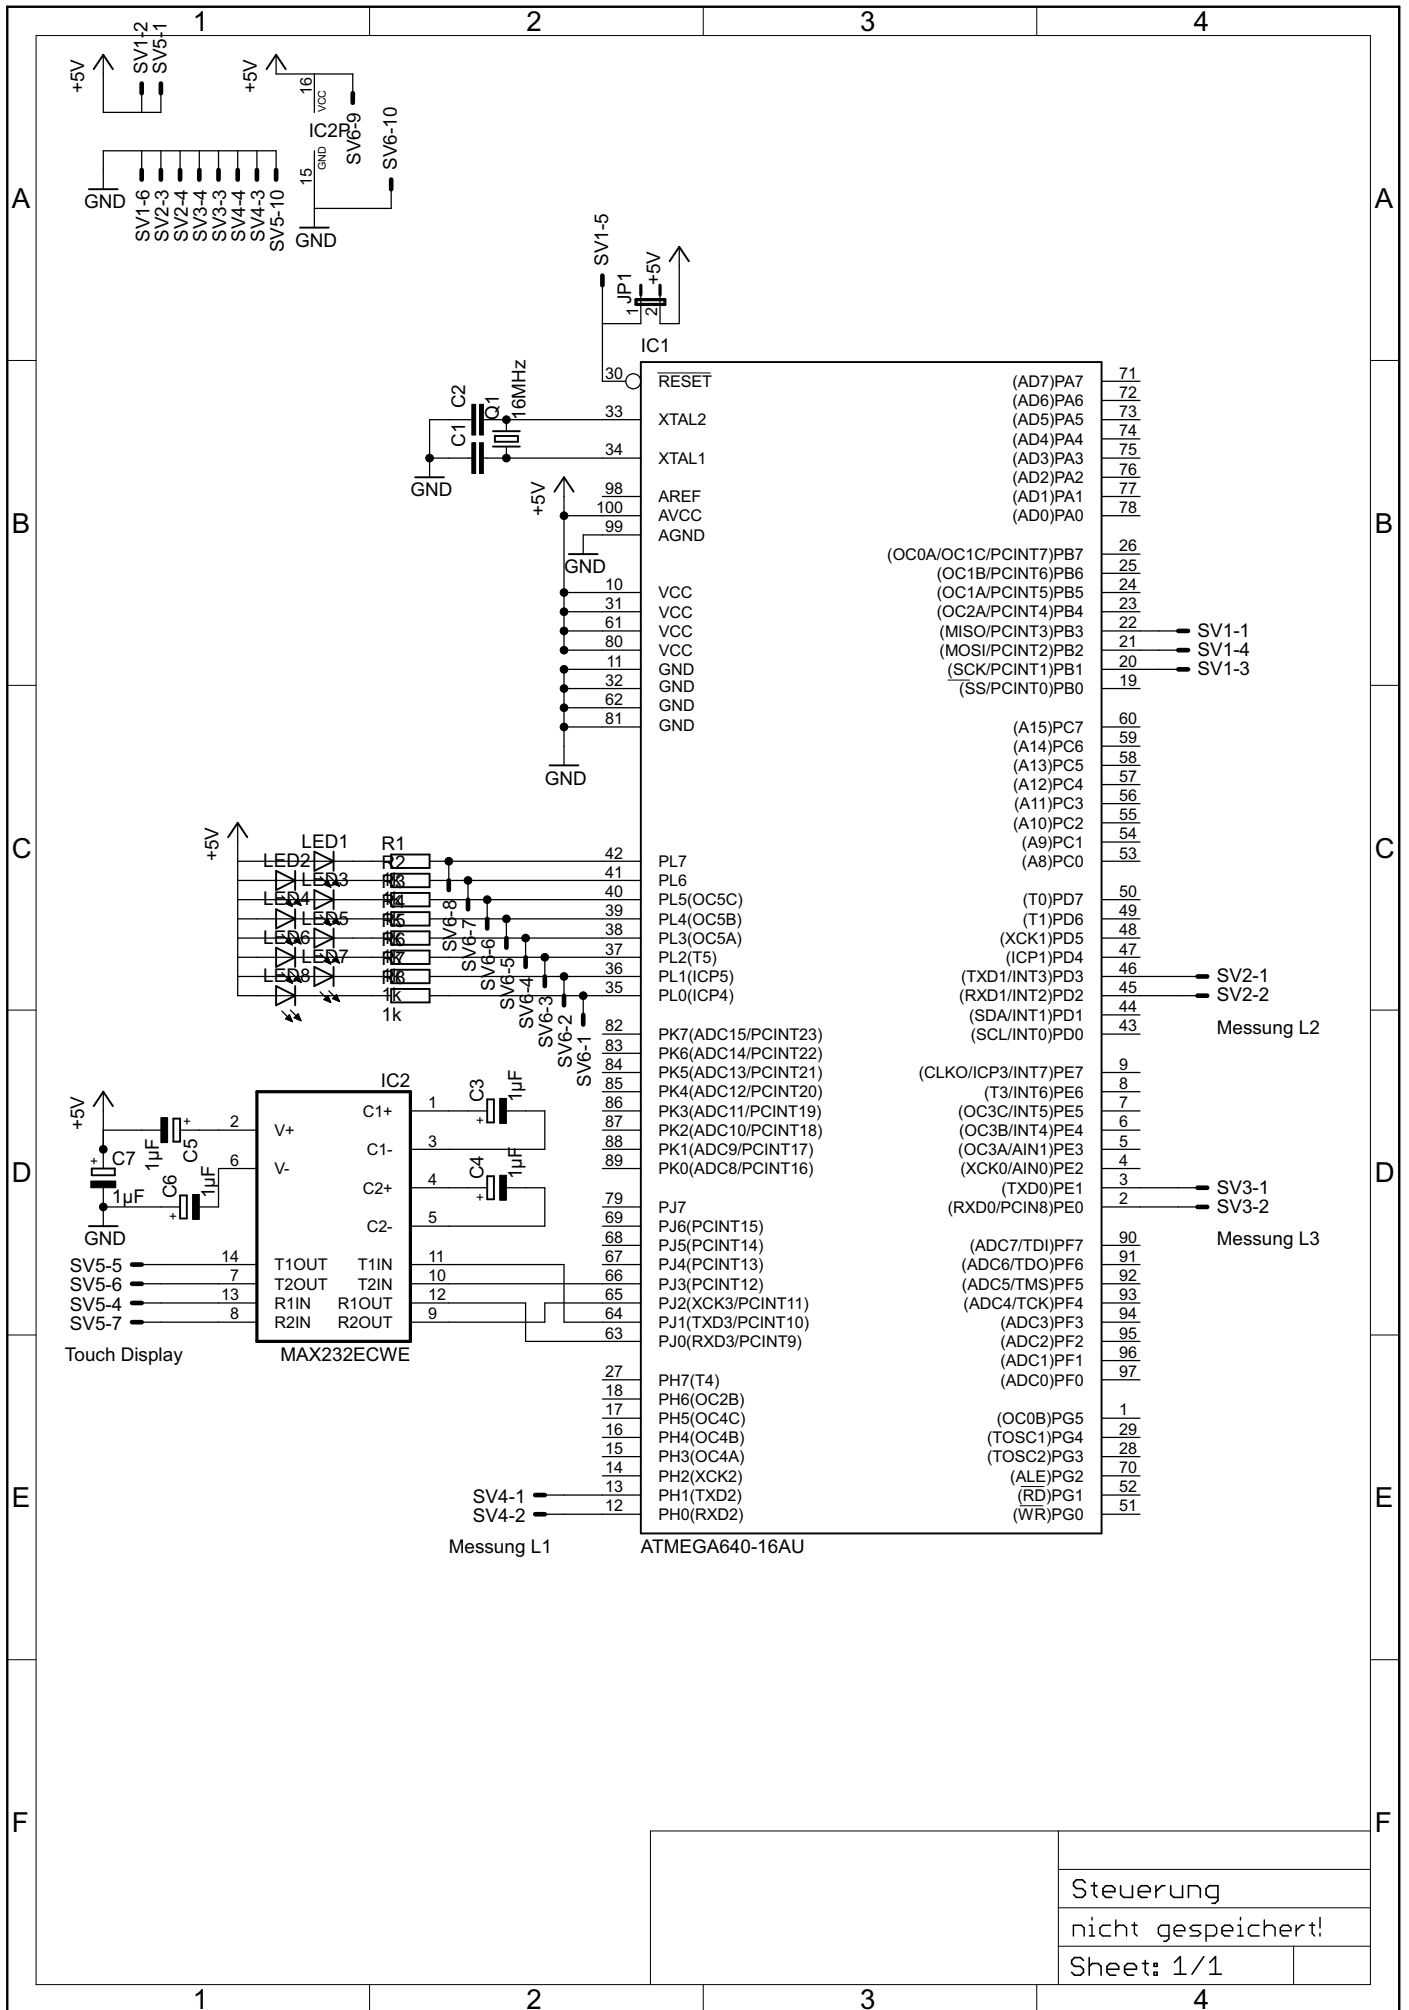 1 2 3 4
A
B
C
D
E
F
A
B
C
D
E
F
1 2 3 4
+5V
SV1-2
SV5-1
+5V
16
VCC
IC2P
GND
15
SV6-9
SV6-10
GND
GND
SV1-6
SV2-3
SV2-4
SV3-4
SV3-3
SV4-4
SV4-3
SV5-10
SV1-5
JP1
1
2
+5V
IC1
C2
C1
Q1
16MHz
GND
+5V
GND
GND
30 RESET
33 XTAL2
34 XTAL1
98 AREF
100 AVCC
99 AGND
10 VCC
31 VCC
61 VCC
80 VCC
11 GND
32 GND
62 GND
81 GND
+5V
LED1
LED2
LED3
LED4
LED5
LED6
LED7
LED8
R1
R2
R3
R4
R5
R6
R7
R8
1k
1k
SV6-8
SV6-7
SV6-6
SV6-5
SV6-4
SV6-3
SV6-2
SV6-1
42 PL7
41 PL6
40 PL5(OC5C)
39 PL4(OC5B)
38 PL3(OC5A)
37 PL2(T5)
36 PL1(ICP5)
35 PL0(ICP4)
82 PK7(ADC15/PCINT23)
83 PK6(ADC14/PCINT22)
84 PK5(ADC13/PCINT21)
85 PK4(ADC12/PCINT20)
86 PK3(ADC11/PCINT19)
87 PK2(ADC10/PCINT18)
88 PK1(ADC9/PCINT17)
89 PK0(ADC8/PCINT16)
79 PJ7
69 PJ6(PCINT15)
68 PJ5(PCINT14)
67 PJ4(PCINT13)
66 PJ3(PCINT12)
65 PJ2(XCK3/PCINT11)
64 PJ1(TXD3/PCINT10)
63 PJ0(RXD3/PCINT9)
27 PH7(T4)
18 PH6(OC2B)
17 PH5(OC4C)
16 PH4(OC4B)
15 PH3(OC4A)
14 PH2(XCK2)
SV4-1 13 PH1(TXD2)
SV4-2 12 PH0(RXD2)
Messung L1
ATMEGA640-16AU
(AD7)PA7 71
(AD6)PA6 72
(AD5)PA5 73
(AD4)PA4 74
(AD3)PA3 75
(AD2)PA2 76
(AD1)PA1 77
(AD0)PA0 78
(OC0A/OC1C/PCINT7)PB7 26
(OC1B/PCINT6)PB6 25
(OC1A/PCINT5)PB5 24
(OC2A/PCINT4)PB4 23
(MISO/PCINT3)PB3 22 SV1-1
(MOSI/PCINT2)PB2 21 SV1-4
(SCK/PCINT1)PB1 20 SV1-3
(SS/PCINT0)PB0 19
(A15)PC7 60
(A14)PC6 59
(A13)PC5 58
(A12)PC4 57
(A11)PC3 56
(A10)PC2 55
(A9)PC1 54
(A8)PC0 53
(T0)PD7 50
(T1)PD6 49
(XCK1)PD5 48
(ICP1)PD4 47
(TXD1/INT3)PD3 46 SV2-1
(RXD1/INT2)PD2 45 SV2-2
(SDA/INT1)PD1 44
(SCL/INT0)PD0 43
Messung L2
(CLKO/ICP3/INT7)PE7 9
(T3/INT6)PE6 8
(OC3C/INT5)PE5 7
(OC3B/INT4)PE4 6
(OC3A/AIN1)PE3 5
(XCK0/AIN0)PE2 4
(TXD0)PE1 3 SV3-1
(RXD0/PCIN8)PE0 2 SV3-2
Messung L3
(ADC7/TDI)PF7 90
(ADC6/TDO)PF6 91
(ADC5/TMS)PF5 92
(ADC4/TCK)PF4 93
(ADC3)PF3 94
(ADC2)PF2 95
(ADC1)PF1 96
(ADC0)PF0 97
(OC0B)PG5 1
(TOSC1)PG4 29
(TOSC2)PG3 28
(ALE)PG2 70
(RD)PG1 52
(WR)PG0 51
IC2
+5V
C7
1µF
GND
C5
1µF
C6
1µF
2 V+
6 V-
C1+ 1
C1- 3
C2+ 4
C2- 5
C3
1µF
C4
1µF
SV5-5 14 T1OUT T1IN 11
SV5-6 7 T2OUT T2IN 10
SV5-4 13 R1IN R1OUT 12
SV5-7 8 R2IN R2OUT 9
Touch Display
MAX232ECWE
Steuerung
nicht gespeichert!
Sheet: 1/1